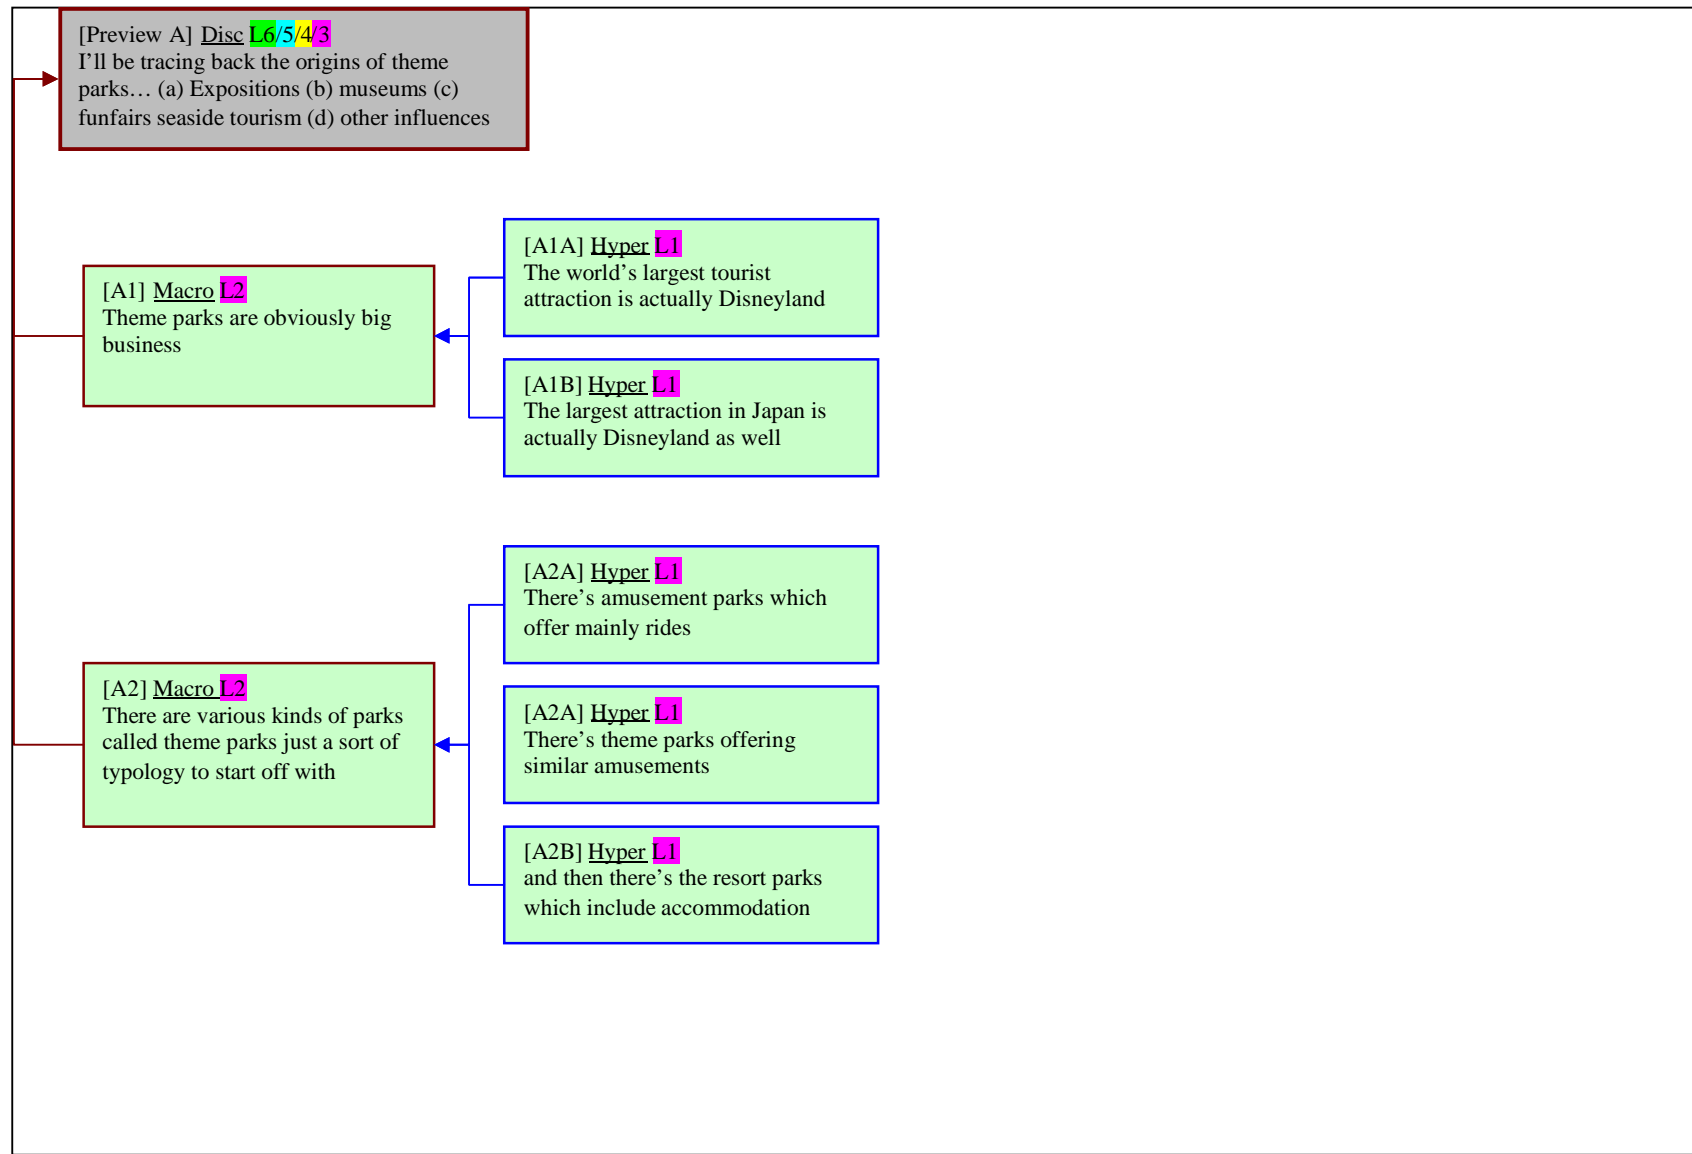 [Preview A] Disc L6/5/4/3
I’ll be tracing back the origins of theme
parks… (a) Expositions (b) museums (c)
funfairs seaside tourism (d) other influences
[A1] Macro L2
Theme parks are obviously big
business
[A1A] Hyper L1
The world’s largest tourist
attraction is actually Disneyland
[A1B] Hyper L1
The largest attraction in Japan is
actually Disneyland as well
[A2] Macro L2
There are various kinds of parks
called theme parks just a sort of
typology to start off with
[A2A] Hyper L1
There’s amusement parks which
offer mainly rides
[A2A] Hyper L1
There’s theme parks offering
similar amusements
[A2B] Hyper L1
and then there’s the resort parks
which include accommodation